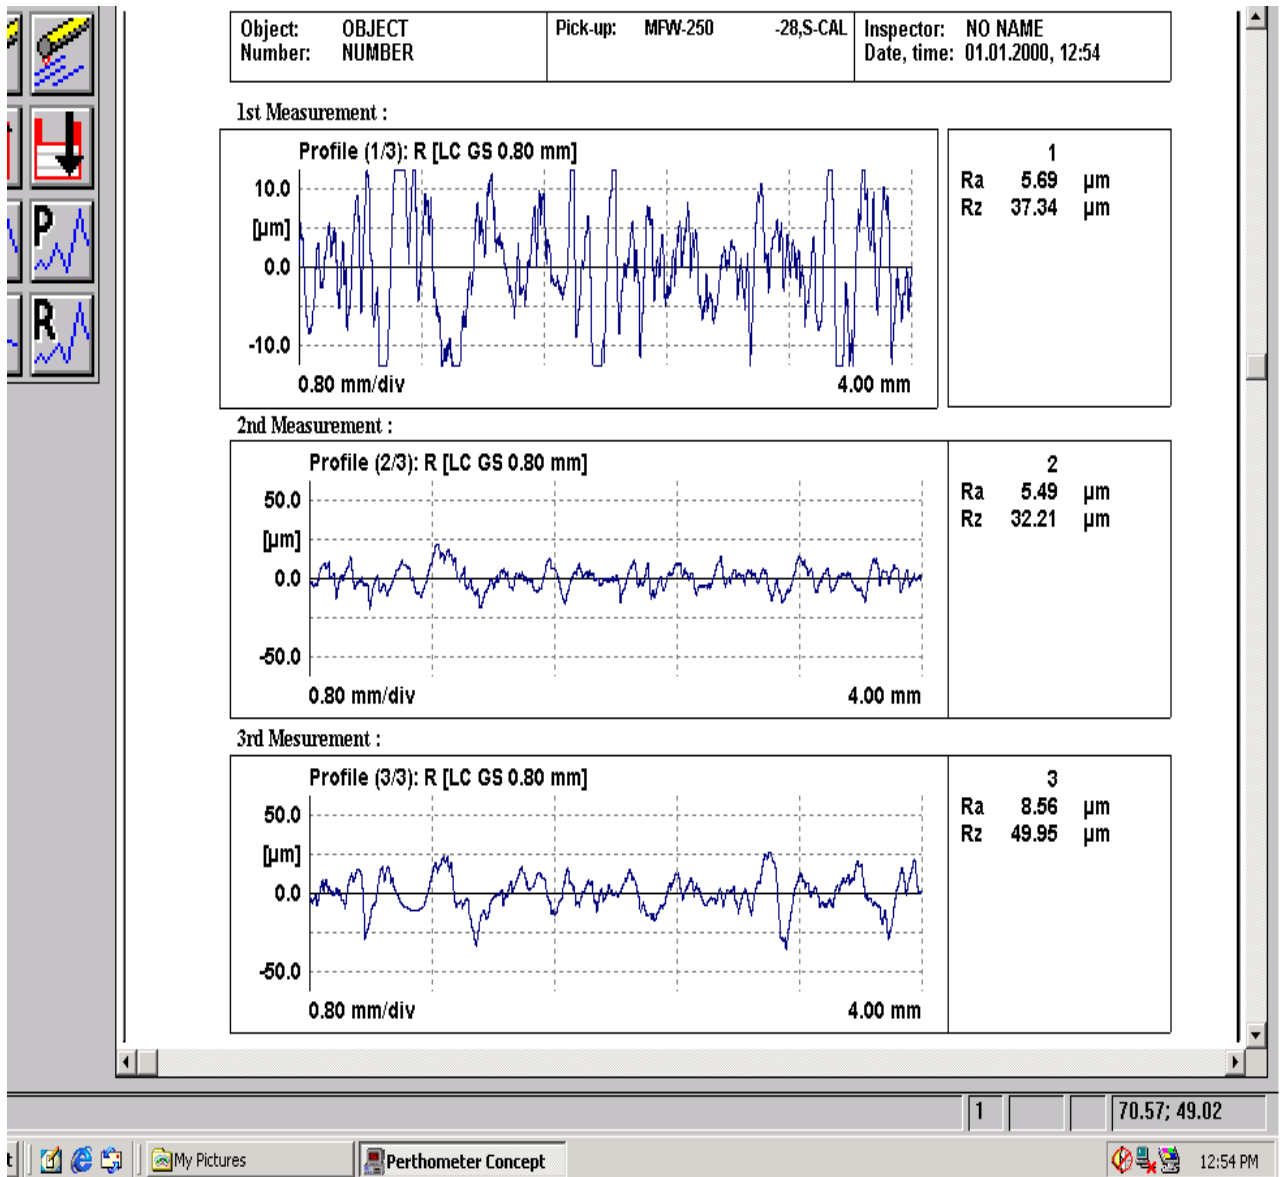 Object: OBJECT Pick-up: MFW-250 -28,S-CAL Inspector: NO NAME
Number: NUMBER Date, time: 01.01.2000, 12:54
1st Measurement :
Profile (1/3): R [LC GS 0.80 mm]
10.0
[µm]
0.0
-10.0
0.80 mm/div 4.00 mm
1
Ra 5.69 µm
Rz 37.34 µm
P
R
2nd Measurement :
Profile (2/3): R [LC GS 0.80 mm]
50.0
[µm]
0.0
-50.0
0.80 mm/div 4.00 mm
2
Ra 5.49 µm
Rz 32.21 µm
3rd Mesurement :
Profile (3/3): R [LC GS 0.80 mm]
50.0
[µm]
0.0
-50.0
0.80 mm/div 4.00 mm
3
Ra 8.56 µm
Rz 49.95 µm
1 70.57; 49.02
t My Pictures Perthometer Concept 12:54 PM